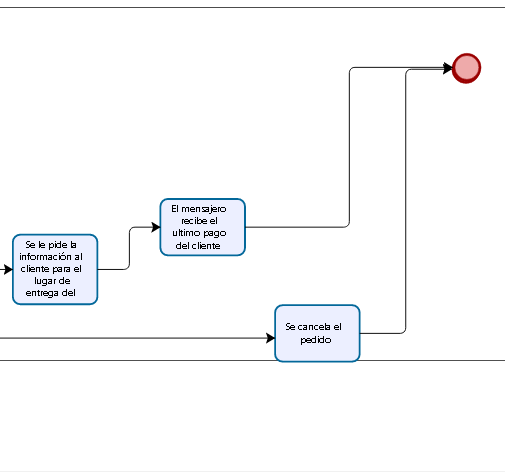 Se le pide la
información al
cliente para el
lugar de
entrega del
El mensajero
recibe el
ultimo pago
del cliente
Se cancela el
pedido